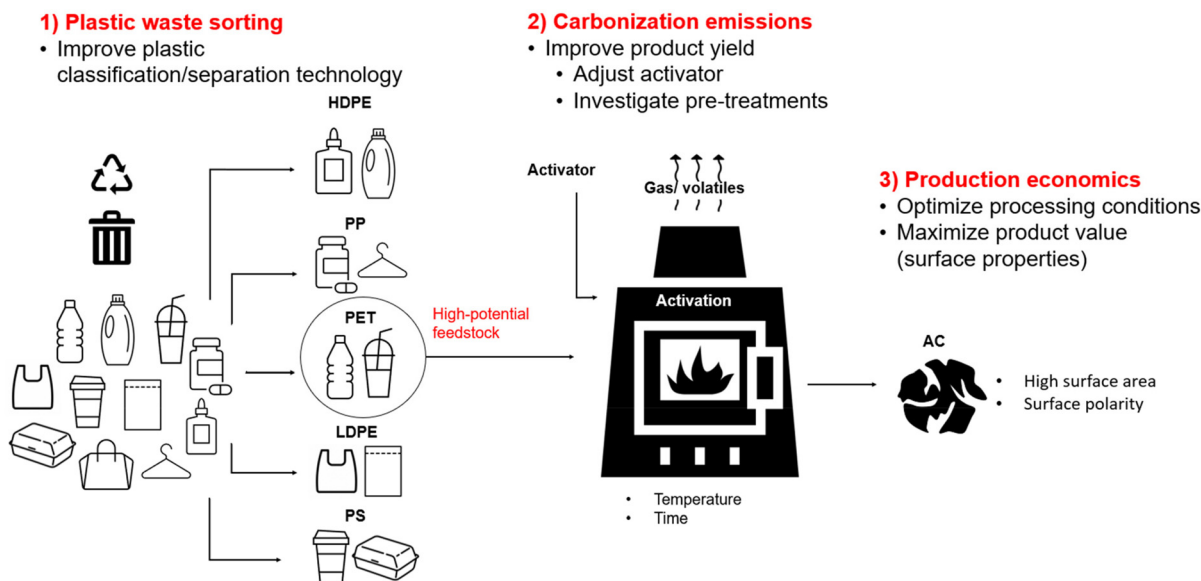 1) Plastic waste sorting
• Improve plastic
classification/separation technology
HDPE
PP
PET
LDPE
PS
High-potential
feedstock
2) Carbonization emissions
• Improve product yield
• Adjust activator
• Investigate pre-treatments
Activator
Gas/ volatiles
Activation
• Temperature
• Time
3) Production economics
• Optimize processing conditions
• Maximize product value
(surface properties)
AC
• High surface area
• Surface polarity